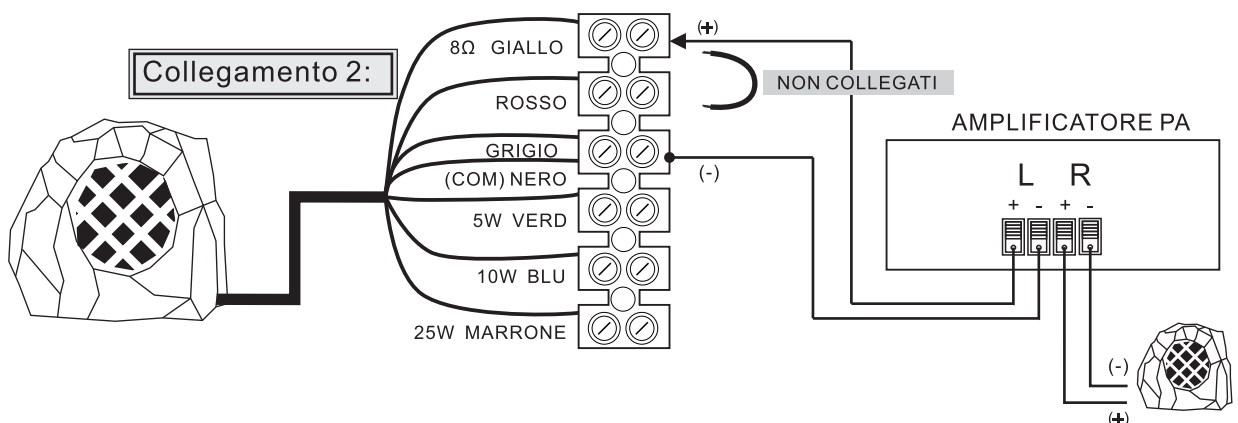 Collegamento 2:
8Ω GIALLO
ROSSO
GRIGIO
(COM) NERO
5W VERD
10W BLU
25W MARRONE
(+)
NON COLLEGATI
(-)
AMPLIFICATORE PA
L R
+ - + -
(-)
(+)